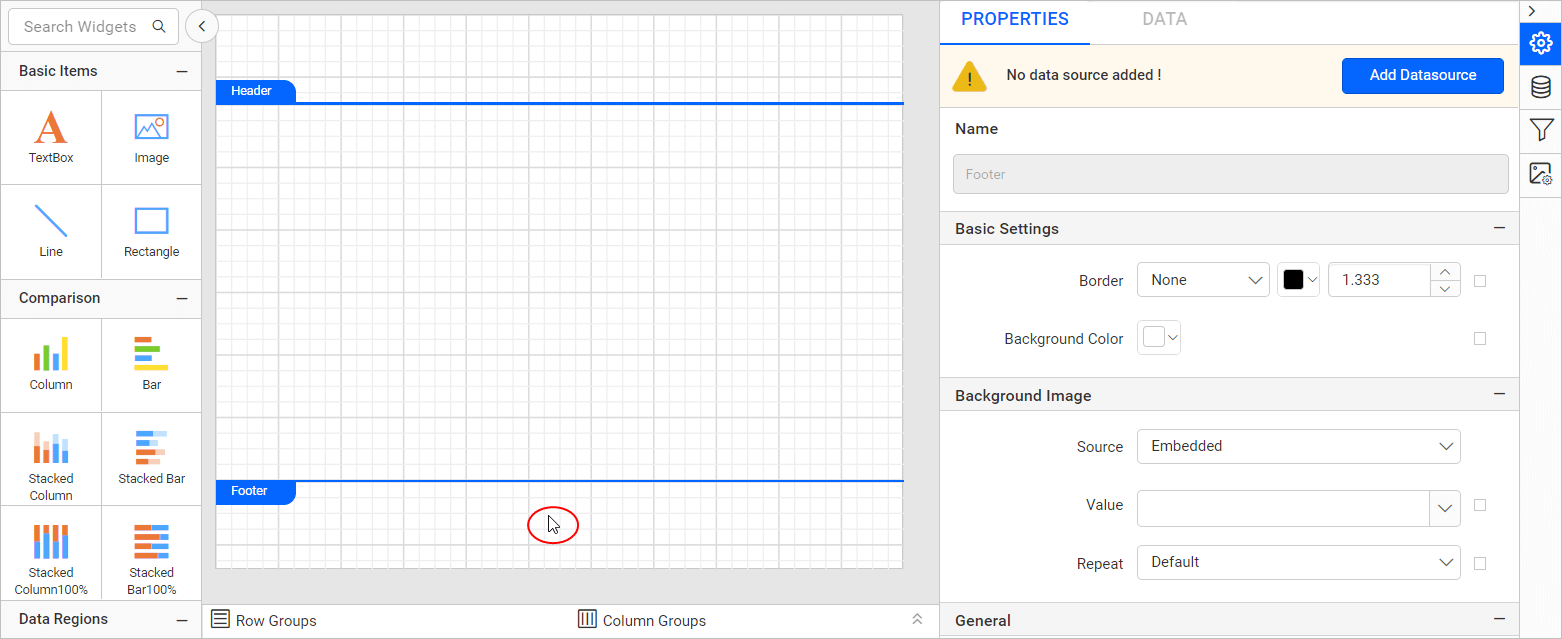 Search Widgets
Basic Items
TextBox
Image
Line
Rectangle
Comparison
Column
Bar
Stacked
Column
Stacked Bar
Stacked
Column100%
Stacked
Bar100%
Data Regions
Header
Footer
Row Groups
Column Groups
PROPERTIES
DATA
No data source added !
Add Datasource
Name
Footer
Basic Settings
Border
None
1.333
Background Color
Background Image
Source
Embedded
Value
Repeat
Default
General